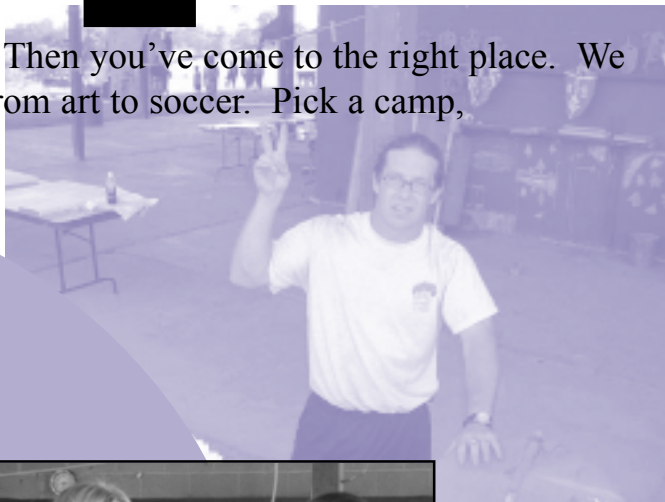 Then you’ve come to the right place.  We
rom art to soccer.  Pick a camp,